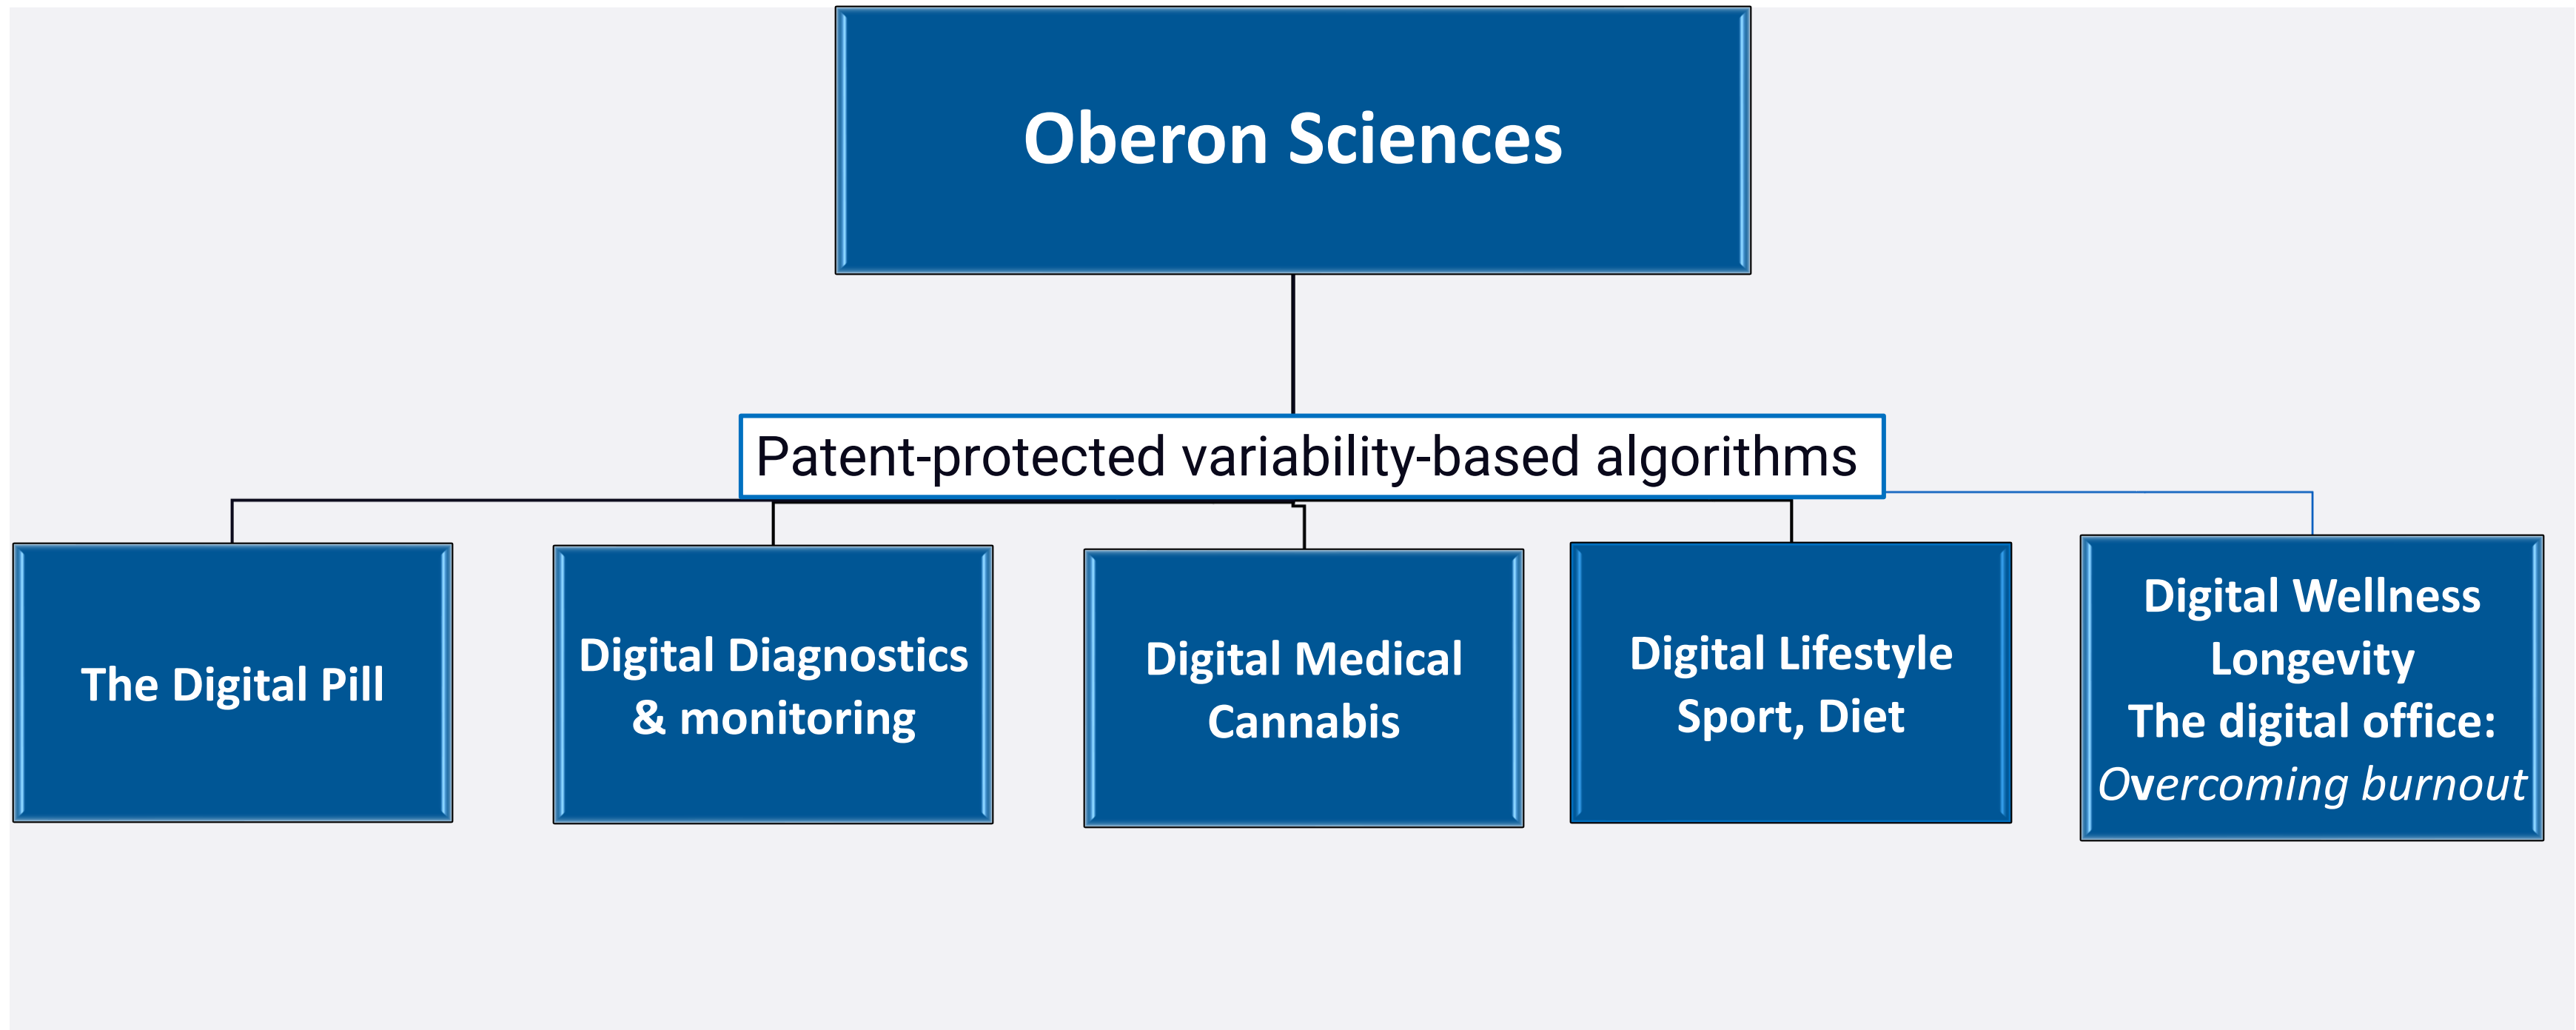 Oberon Sciences
Patent-protected variability-based algorithms
The Digital Pill
Digital Diagnostics
& monitoring
Digital Medical
Cannabis
Digital Lifestyle
Sport, Diet
Digital Wellness
Longevity
The digital office:
Overcoming burnout